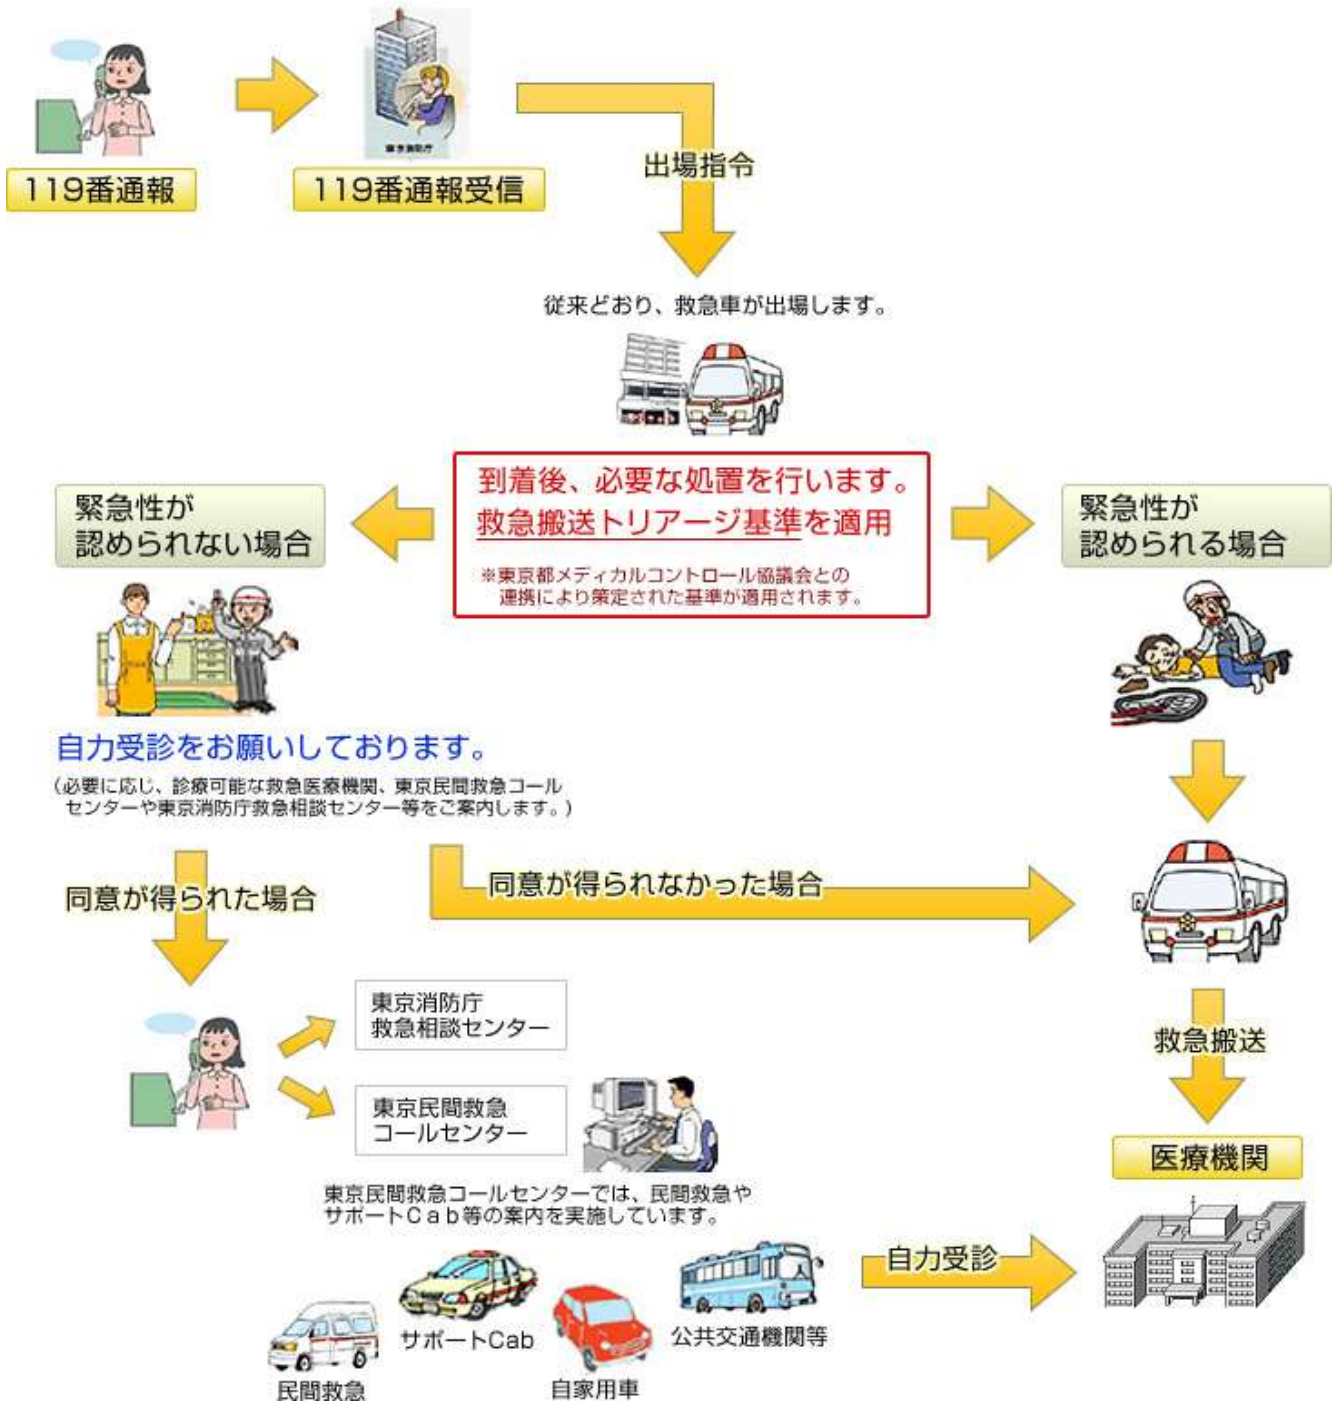 東京消防庁
119番通報
119番通報受信
出場指令
従来どおり、救急車が出場します。
到着後、必要な処置を行います。
救急搬送トリアージ基準を適用
※東京都メディカルコントロール協議会との
連携により策定された基準が適用されます。
緊急性が
認められない場合
緊急性が
認められる場合
自力受診をお願いしております。
(必要に応じ、診療可能な救急医療機関、東京民間救急コール
センターや東京消防庁救急相談センター等をご案内します。)
同意が得られた場合
同意が得られなかった場合
東京消防庁
救急相談センター
東京民間救急
コールセンター
救急搬送
医療機関
東京民間救急コールセンターでは、民間救急や
サポートCab等の案内を実施しています。
自力受診
民間救急
サポートCab
自家用車
公共交通機関等